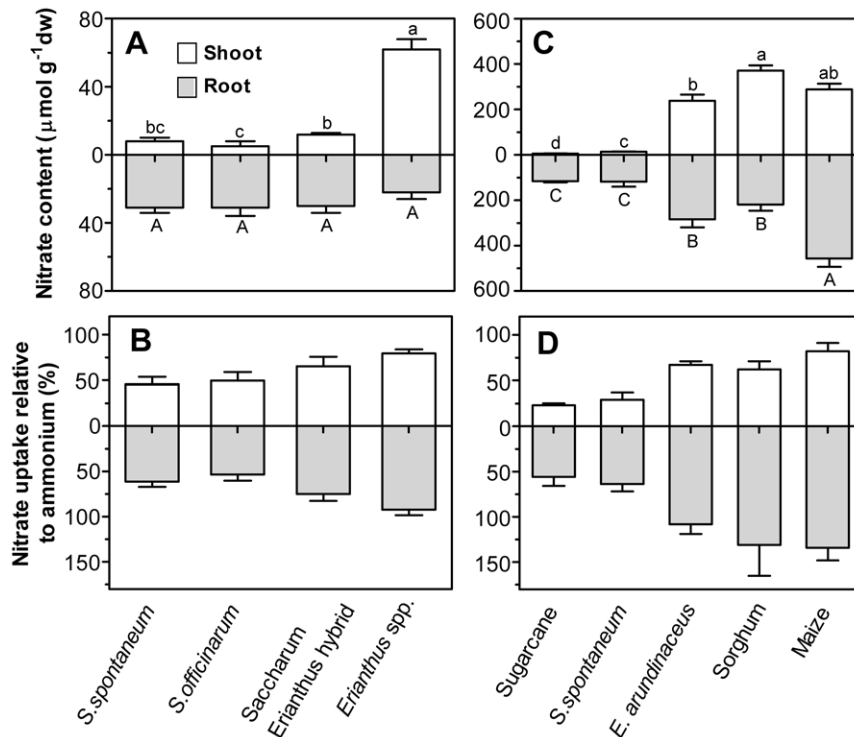 Nitrate content (µmol g⁻¹dw)
A
Shoot
Root
80
40
0
40
80
bc
c
b
a
A
A
A
A
C
600
400
200
0
200
400
600
d
c
b
a
ab
C
C
B
B
A
Nitrate uptake relative
to ammonium (%)
B
100
50
0
50
100
150
D
100
50
0
50
100
150
S.spontaneum
S.officinarum
Saccharum
Erianthus hybrid
Erianthus spp.
Sugarcane
S.spontaneum
E. arundinaceus
Sorghum
Maize